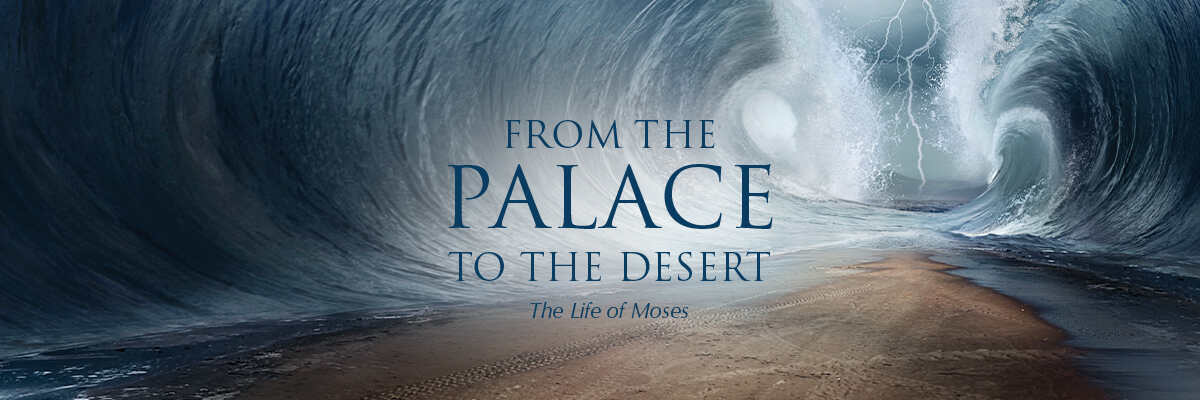 FROM THE
PALACE
TO THE DESERT
The Life of Moses